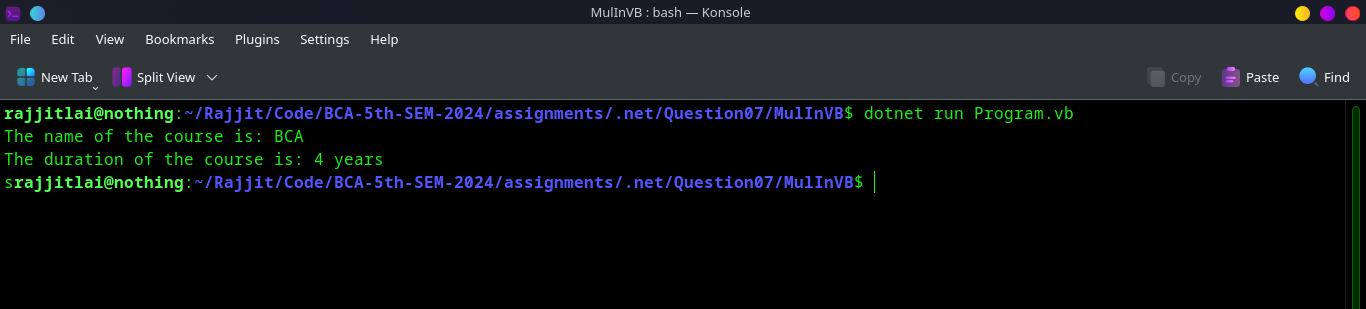 MulInVB : bash — Konsole
File Edit View Bookmarks Plugins Settings Help
New Tab Split View Copy Paste Find
rajjitlai@nothing:~/Rajjit/Code/BCA-5th-SEM-2024/assignments/.net/Question07/MulInVB$ dotnet run Program.vb
The name of the course is: BCA
The duration of the course is: 4 years
srajjitlai@nothing:~/Rajjit/Code/BCA-5th-SEM-2024/assignments/.net/Question07/MulInVB$